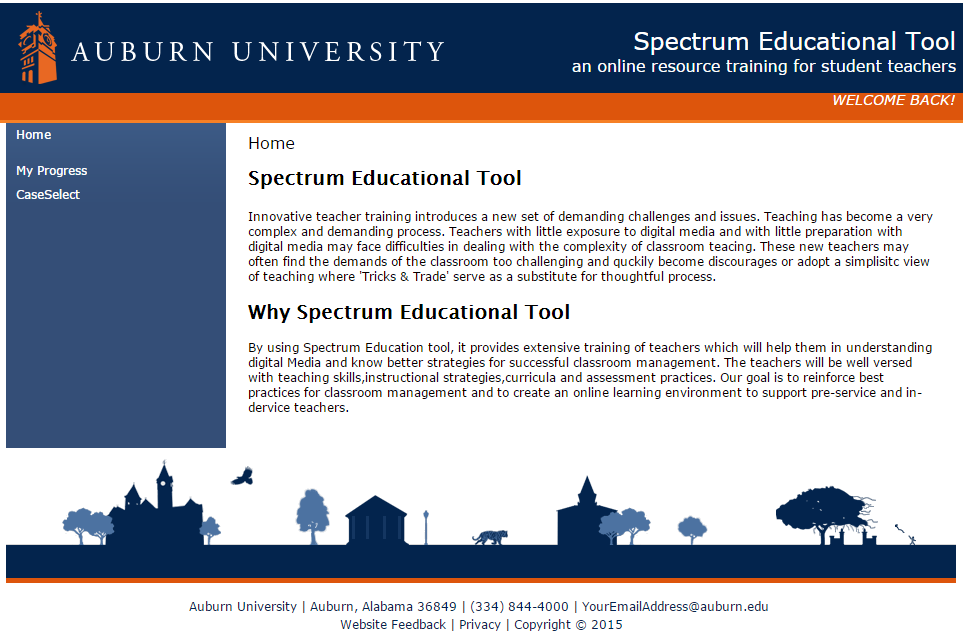 AUBURN UNIVERSITY
Spectrum Educational Tool
an online resource training for student teachers
WELCOME BACK!
Home
My Progress
CaseSelect
Home
Spectrum Educational Tool
Innovative teacher training introduces a new set of demanding challenges and issues. Teaching has become a very
complex and demanding process. Teachers with little exposure to digital media and with little preparation with
digital media may face difficulties in dealing with the complexity of classroom teacing. These new teachers may
often find the demands of the classroom too challenging and quckily become discourages or adopt a simplisitc view
of teaching where 'Tricks & Trade' serve as a substitute for thoughtful process.
Why Spectrum Educational Tool
By using Spectrum Education tool, it provides extensive training of teachers which will help them in understanding
digital Media and know better strategies for successful classroom management. The teachers will be well versed
with teaching skills,instructional strategies,curricula and assessment practices. Our goal is to reinforce best
practices for classroom management and to create an online learning environment to support pre-service and in-
dervice teachers.
Auburn University | Auburn, Alabama 36849 | (334) 844-4000 | YourEmailAddress@auburn.edu
Website Feedback | Privacy | Copyright © 2015